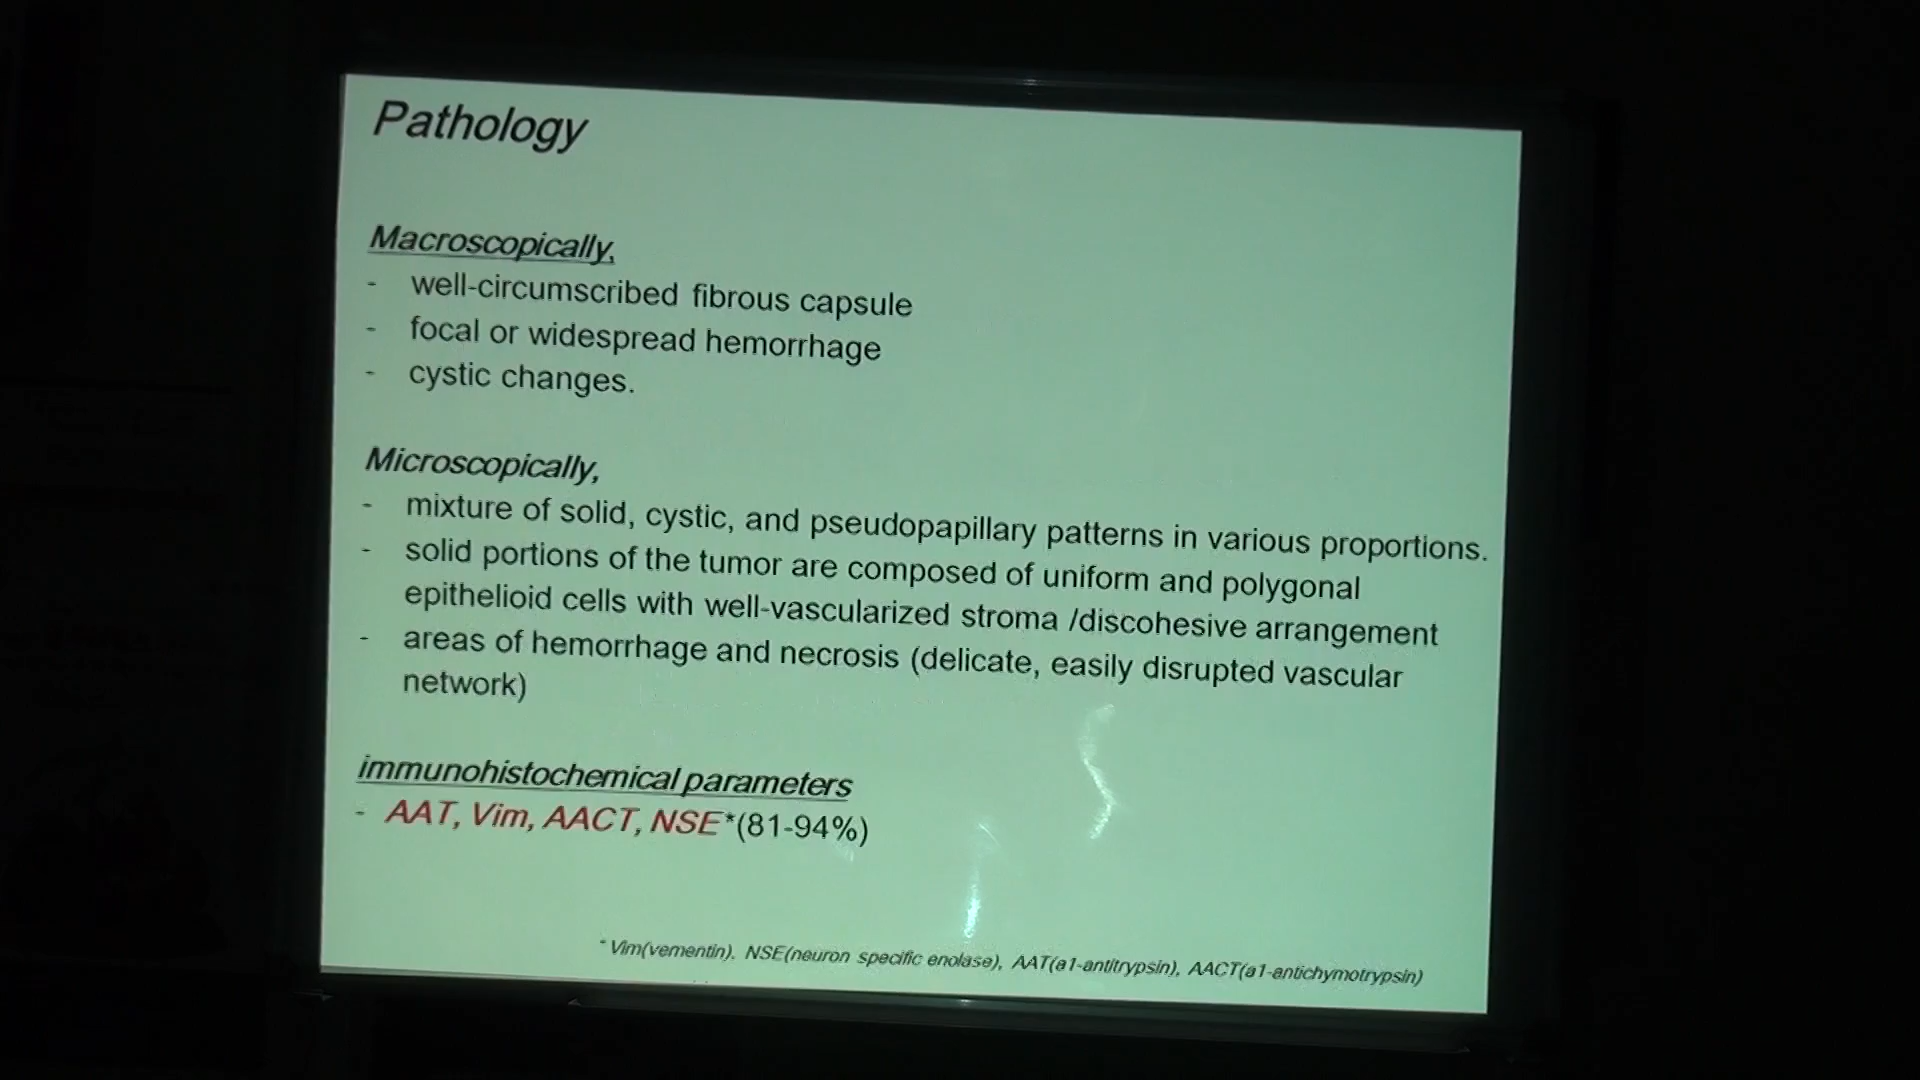 Pathology
Macroscopically,
- well-circumscribed fibrous capsule
- focal or widespread hemorrhage
- cystic changes.
Microscopically,
- mixture of solid, cystic, and pseudopapillary patterns in various proportions.
- solid portions of the tumor are composed of uniform and polygonal
epithelioid cells with well-vascularized stroma /discohesive arrangement
- areas of hemorrhage and necrosis (delicate, easily disrupted vascular
network)
immunohistochemical parameters
- AAT, Vim, AACT, NSE*(81-94%)
* Vim(vementin). NSE(neuron specific enolase), AAT(a1-antitrypsin), AACT(a1-antichymotrypsin)